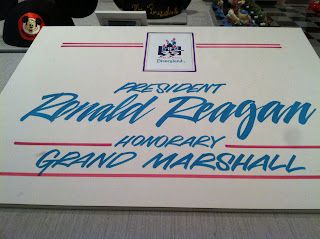 Disneyland
PRESIDENT
Ronald Reagan
HONORARY
GRAND MARSHALL